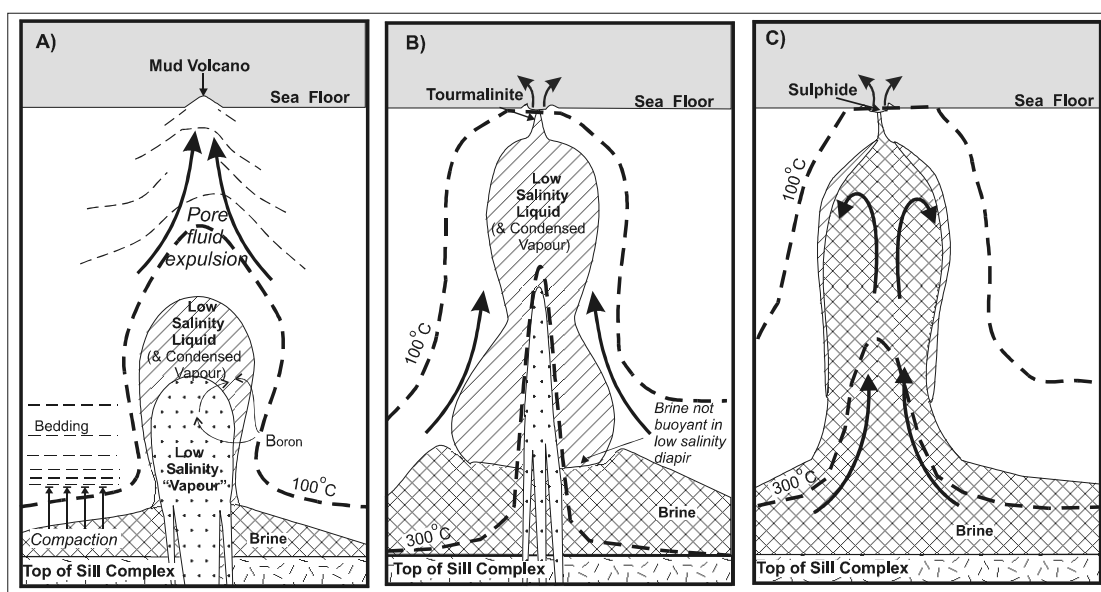 A)
Mud Volcano
Sea Floor
Pore
fluid
expulsion
Low
Salinity
Liquid
(& Condensed
Vapour)
Bedding
Boron
Low
Salinity
"Vapour"
100°C
Compaction
Brine
Top of Sill Complex
B)
Tourmalinite
Sea Floor
Low
Salinity
Liquid
(& Condensed
Vapour)
100°C
Brine not
buoyant in
low salinity
diapir
300°C
Brine
Top of Sill Complex
C)
Sulphide
Sea Floor
100°C
300°C
Brine
Top of Sill Complex